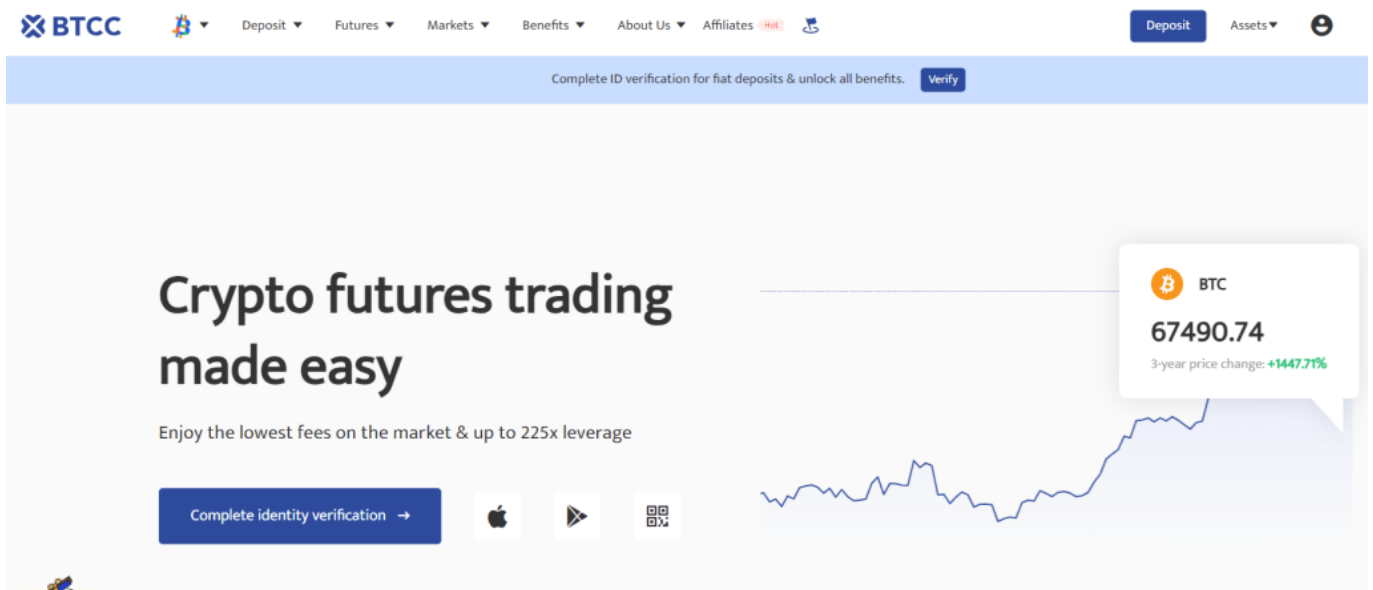 BTCC
Deposit
Futures
Markets
Benefits
About Us
Affiliates
Hot
Deposit
Assets
Complete ID verification for fiat deposits & unlock all benefits.
Verify
Crypto futures trading
made easy
Enjoy the lowest fees on the market & up to 225x leverage
Complete identity verification →
BTC
67490.74
3-year price change: +1447.71%